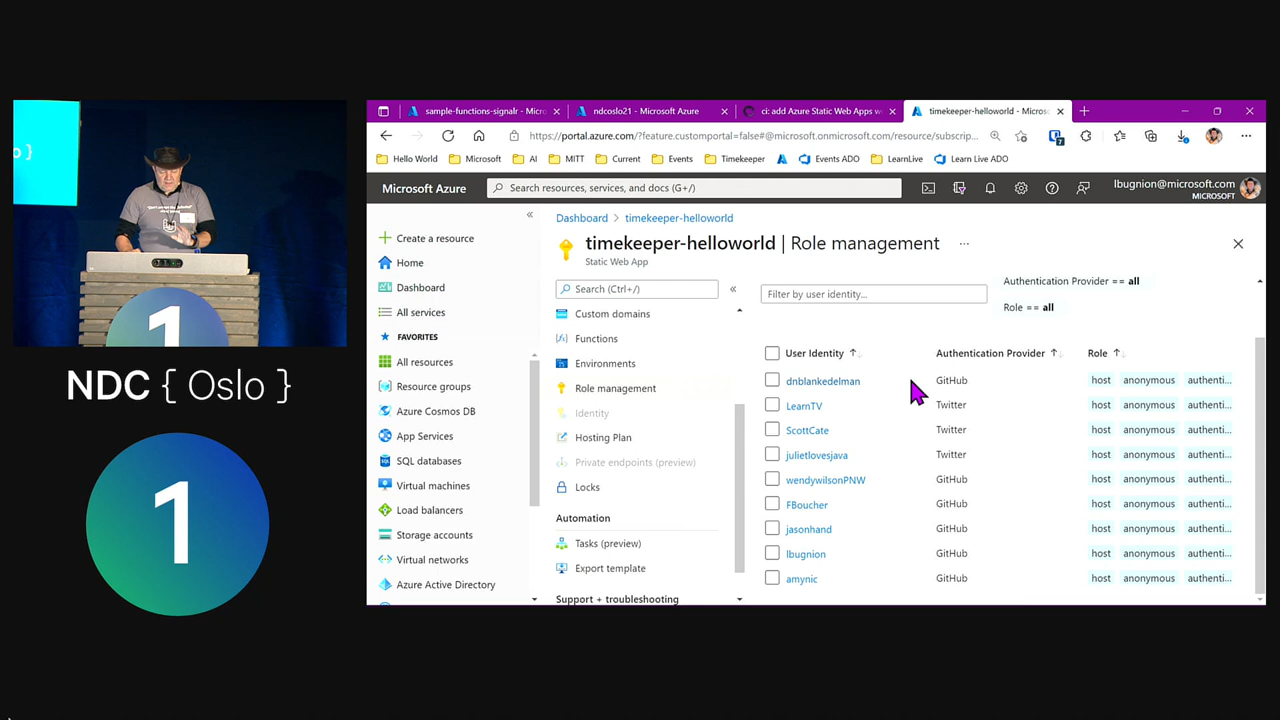 o }
1
NDC { Oslo }
1
sample-functions-signalr - Micr
ndcoslo21 - Microsoft Azure
ci: add Azure Static Web Apps w
timekeeper-helloworld - Micros
https://portal.azure.com/?feature.customportal=false#@microsoft.onmicrosoft.com/resource/subscrip...
7
Hello World
Microsoft
AI
MITT
Current
Events
Timekeeper
Events ADO
LearnLive
Learn Live ADO
Microsoft Azure
Search resources, services, and docs (G+/)
lbugnion@microsoft.com
MICROSOFT
«
Create a resource
Home
Dashboard
All services
FAVORITES
All resources
Resource groups
Azure Cosmos DB
App Services
SQL databases
Virtual machines
Load balancers
Storage accounts
Virtual networks
Azure Active Directory
Dashboard > timekeeper-helloworld
timekeeper-helloworld | Role management ...
Static Web App
Search (Ctrl+/)
«
Custom domains
Functions
Environments
Role management
Identity
Hosting Plan
Private endpoints (preview)
Locks
Automation
Tasks (preview)
Export template
Support + troubleshooting
Filter by user identity...
Authentication Provider == all
Role == all
User Identity ↑ Authentication Provider ↑ Role ↑
dnblankedelman GitHub host anonymous authenti...
LearnTV Twitter host anonymous authenti...
ScottCate Twitter host anonymous authenti...
julietlovesjava Twitter host anonymous authenti...
wendywilsonPNW GitHub host anonymous authenti...
FBoucher GitHub host anonymous authenti...
jasonhand GitHub host anonymous authenti...
lbugnion GitHub host anonymous authenti...
amynic GitHub host anonymous authenti...